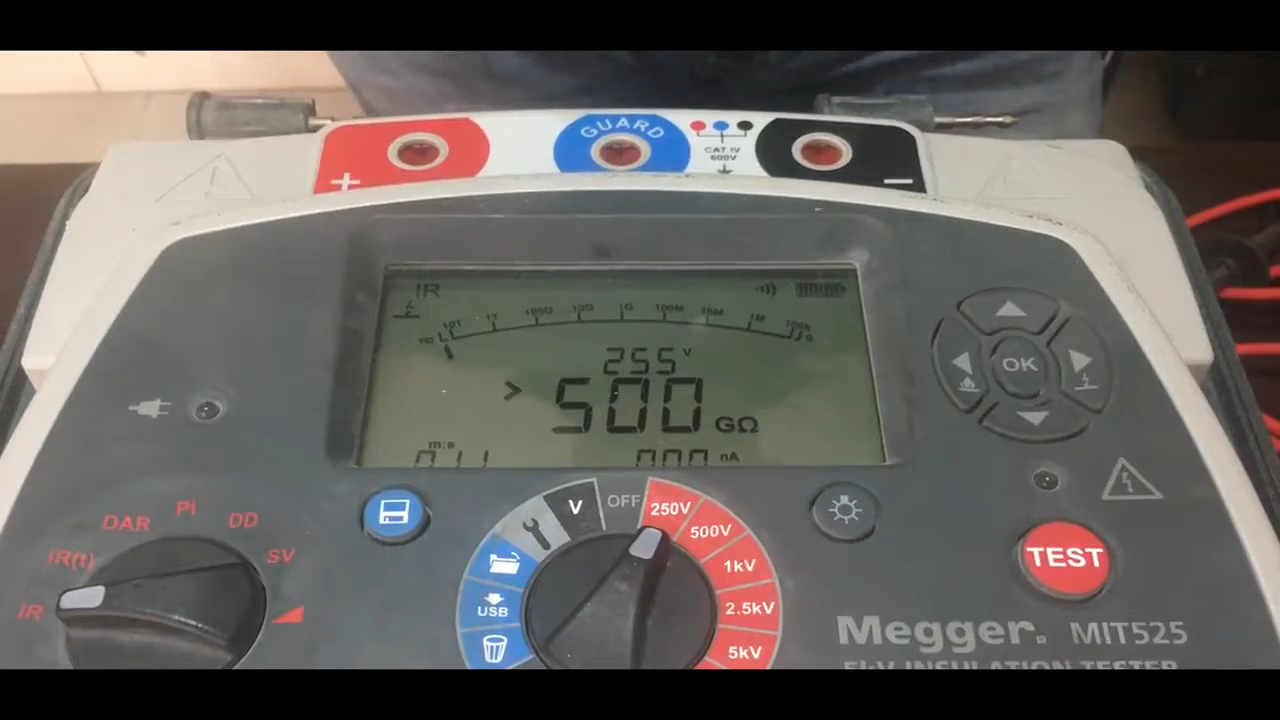 GUARD
CAT IV
600V
+
−
IR
∞ 10T 1T 100G 10G 1G 100M 10M 1M 100k 0
255 V
> 500 GΩ
m:s
nA
OK
DAR PI DD
IR(t) SV
IR
V OFF 250V
500V
1kV
USB 2.5kV
5kV
TEST
Megger. MIT525
5kV INSULATION TESTER